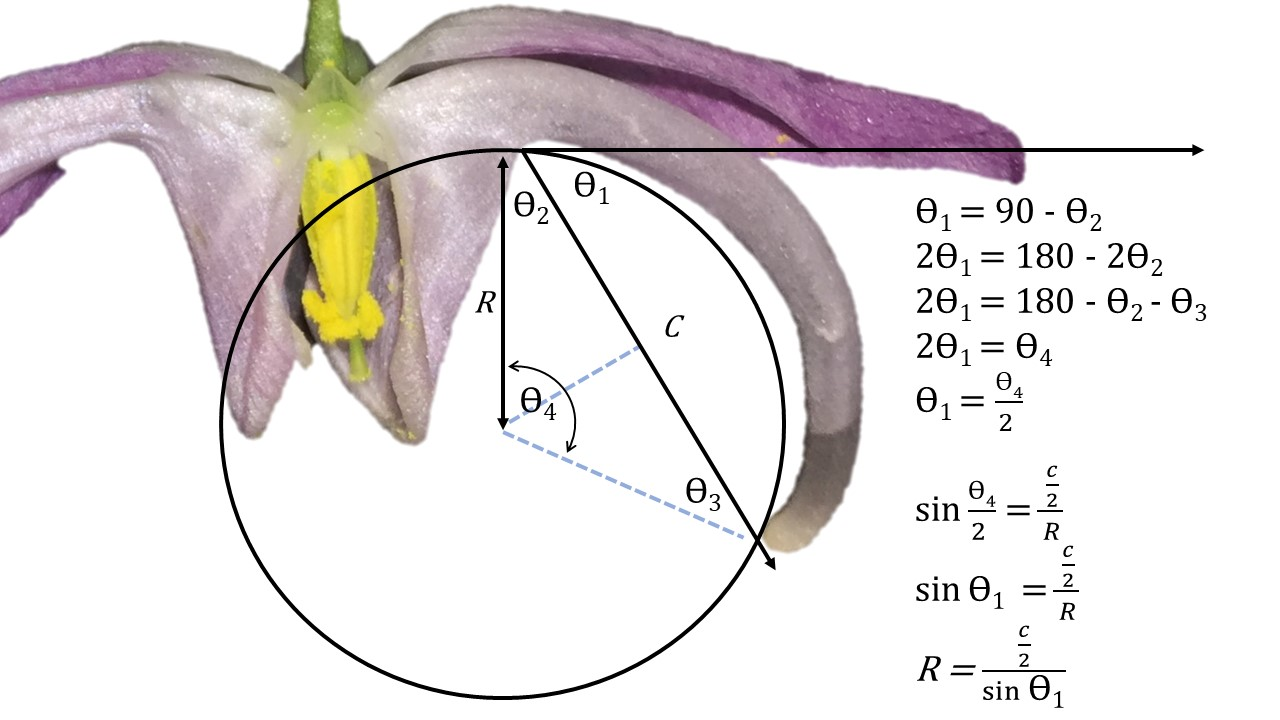 ϴ₁
ϴ₂
R
C
ϴ₄
ϴ₃
ϴ₁ = 90 - ϴ₂
2ϴ₁ = 180 - 2ϴ₂
2ϴ₁ = 180 - ϴ₂ - ϴ₃
2ϴ₁ = ϴ₄
ϴ₁ = ϴ₄/2
sin ϴ₄/2 = (c/2)/R
sin ϴ₁ = (c/2)/R
R = (c/2)/(sin ϴ₁)